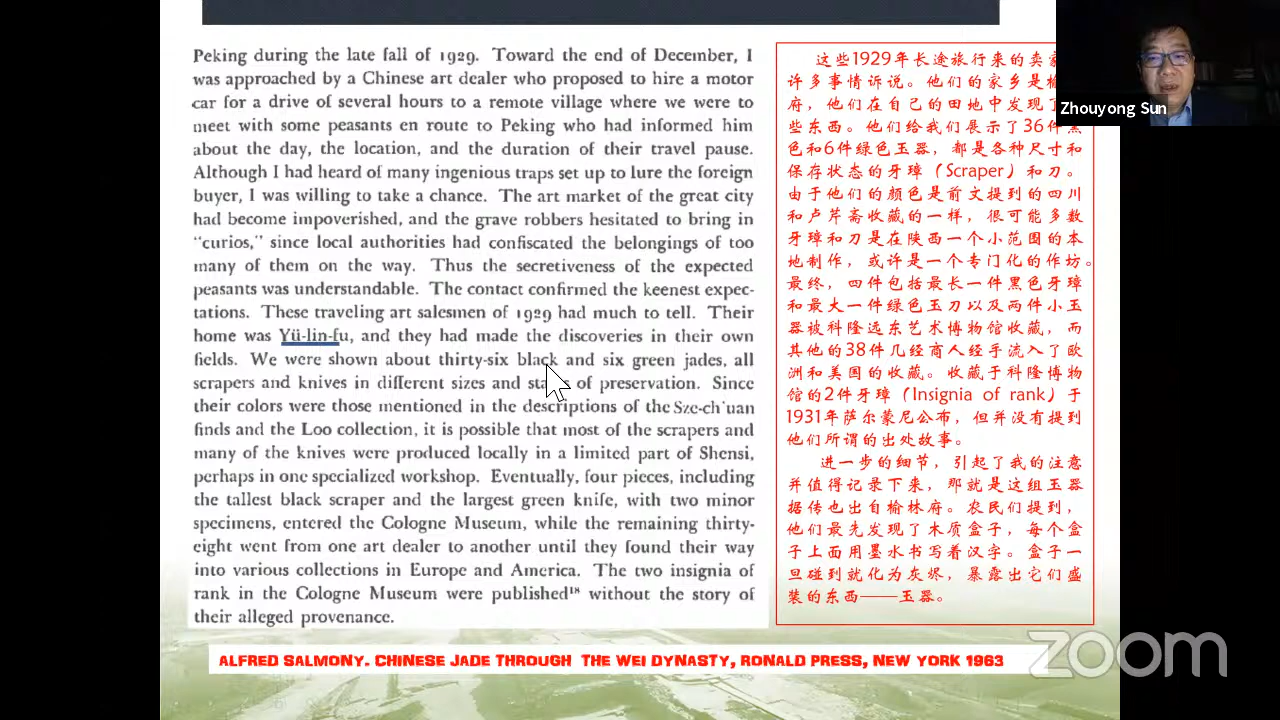 Peking during the late fall of 1929. Toward the end of December, I
was approached by a Chinese art dealer who proposed to hire a motor
car for a drive of several hours to a remote village where we were to
meet with some peasants en route to Peking who had informed him
about the day, the location, and the duration of their travel pause.
Although I had heard of many ingenious traps set up to lure the foreign
buyer, I was willing to take a chance. The art market of the great city
had become impoverished, and the grave robbers hesitated to bring in
“curios,” since local authorities had confiscated the belongings of too
many of them on the way. Thus the secretiveness of the expected
peasants was understandable. The contact confirmed the keenest expec-
tations. These traveling art salesmen of 1929 had much to tell. Their
home was Yü-lin-fu, and they had made the discoveries in their own
fields. We were shown about thirty-six black and six green jades, all
scrapers and knives in different sizes and of preservation. Since
their colors were those mentioned in the descriptions of the Sze-ch'uan
finds and the Loo collection, it is possible that most of the scrapers and
many of the knives were produced locally in a limited part of Shensi,
perhaps in one specialized workshop. Eventually, four pieces, including
the tallest black scraper and the largest green knife, with two minor
specimens, entered the Cologne Museum, while the remaining thirty-
eight went from one art dealer to another until they found their way
into various collections in Europe and America. The two insignia of
rank in the Cologne Museum were published¹⁸ without the story of
their alleged provenance.
这些1929年长途旅行来的卖
许多事情诉说。他们的家乡是
府，他们在自己的田地中发现了
些东西。他们给我们展示了36件黑
色和6件绿色玉器，都是各种尺寸和
保存状态的牙璋（Scraper）和刀。
由于他们的颜色是前文提到的四川
和卢芹斋收藏的一样，很可能多数
牙璋和刀是在陕西一个小范围的本
地制作，或许是一个专门化的作坊。
最终，四件包括最长一件黑色牙璋
和最大一件绿色玉刀以及两件小玉
器被科隆远东艺术博物馆收藏，而
其他的38件几经商人经手流入了欧
洲和美国的收藏。收藏于科隆博物
馆的2件牙璋（Insignia of rank）于
1931年萨尔蒙尼公布，但并没有提到
他们所谓的出处故事。
进一步的细节，引起了我的注意
并值得记录下来，那就是这组玉器
据传也出自榆林府。农民们提到，
他们最先发现了木质盒子，每个盒
子上面用墨水书写着汉字。盒子一
旦碰到就化为灰烬，暴露出它们盛
装的东西——玉器。
ALFRED SALMONY. CHINESE JADE THROUGH THE WEI DYNASTY, RONALD PRESS, NEW YORK 1963
Zhouyong Sun
zoom